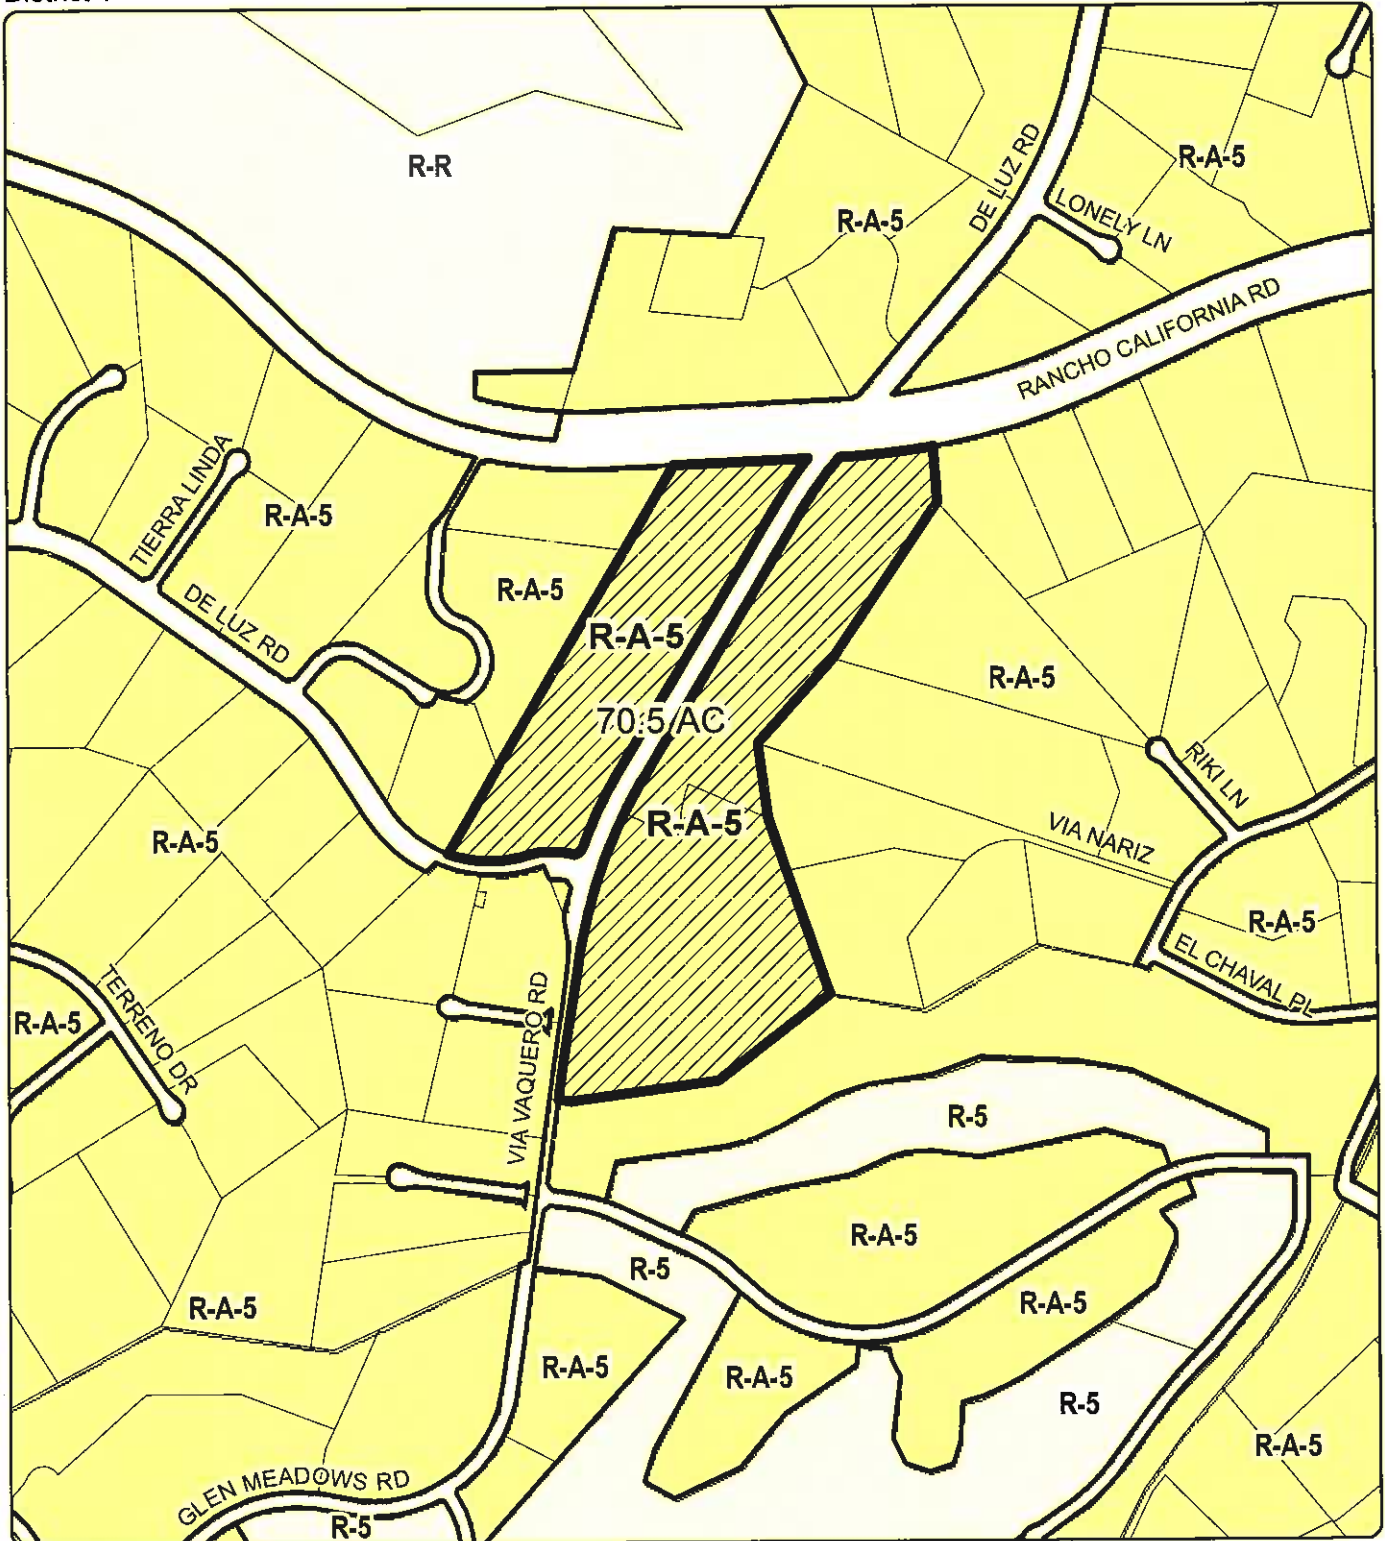 R-R
R-A-5
DE LUZ RD
LONELY LN
R-A-5
RANCHO CALIFORNIA RD
TIERRA LINDA
R-A-5
DE LUZ RD
R-A-5
R-A-5
70.5 AC
R-A-5
R-A-5
RIKI LN
VIA NARIZ
R-A-5
R-A-5
EL CHAVAL PL
TERRENO DR
R-A-5
VIA VAQUERO RD
R-5
R-A-5
R-5
R-A-5
R-A-5
R-A-5
R-A-5
R-5
R-A-5
GLEN MEADOWS RD
R-5